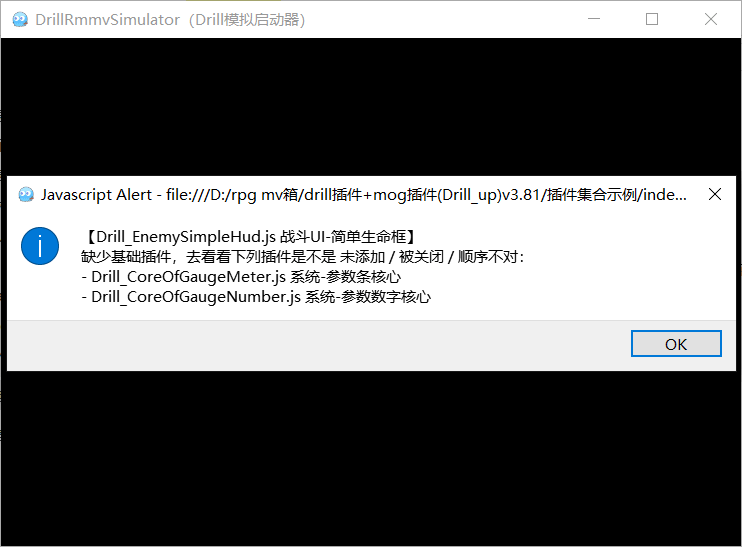 DrillRmmvSimulator（Drill模拟启动器）
Javascript Alert - file:///D:/rpg mv箱/drill插件+mog插件(Drill_up)v3.81/插件集合示例/inde...
【Drill_EnemySimpleHud.js 战斗UI-简单生命框】
缺少基础插件，去看看下列插件是不是 未添加 / 被关闭 / 顺序不对：
- Drill_CoreOfGaugeMeter.js 系统-参数条核心
- Drill_CoreOfGaugeNumber.js 系统-参数数字核心
OK